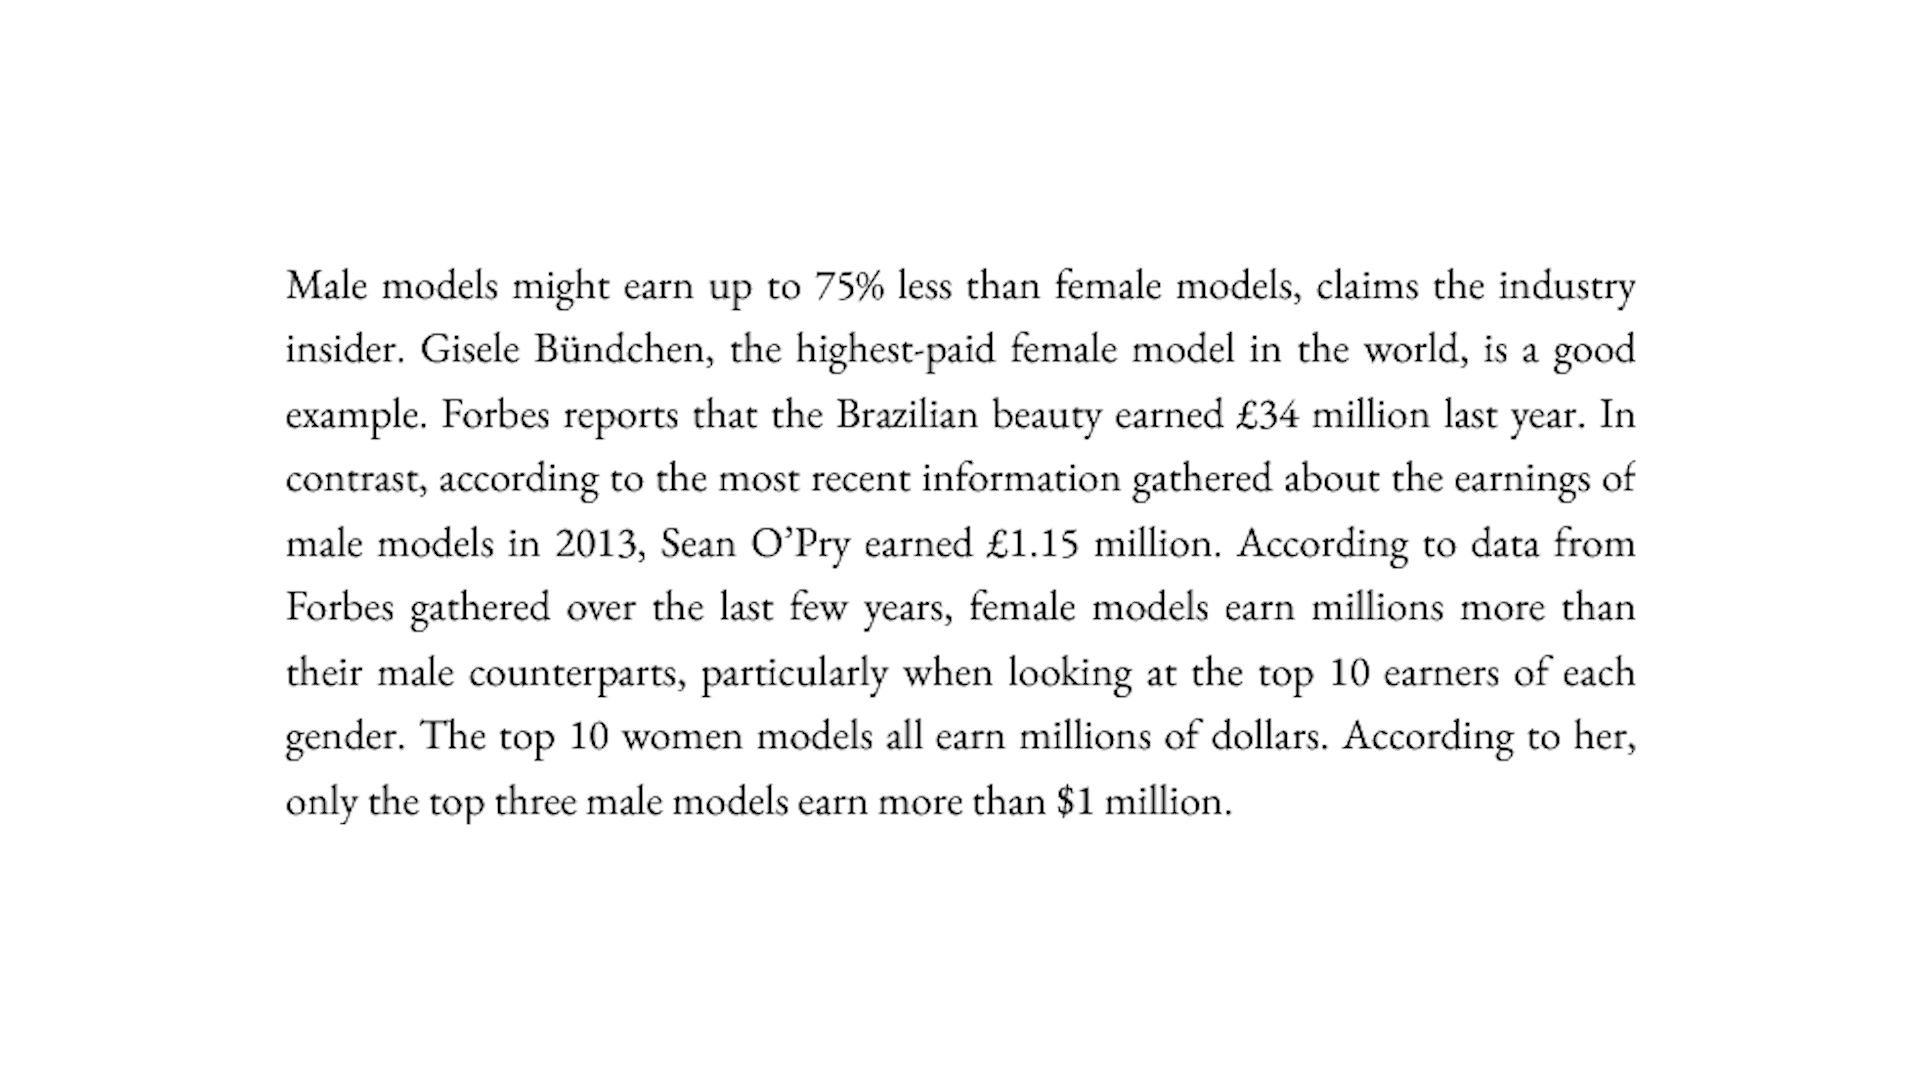 Male models might earn up to 75% less than female models, claims the industry
insider. Gisele Bündchen, the highest-paid female model in the world, is a good
example. Forbes reports that the Brazilian beauty earned £34 million last year. In
contrast, according to the most recent information gathered about the earnings of
male models in 2013, Sean O’Pry earned £1.15 million. According to data from
Forbes gathered over the last few years, female models earn millions more than
their male counterparts, particularly when looking at the top 10 earners of each
gender. The top 10 women models all earn millions of dollars. According to her,
only the top three male models earn more than $1 million.